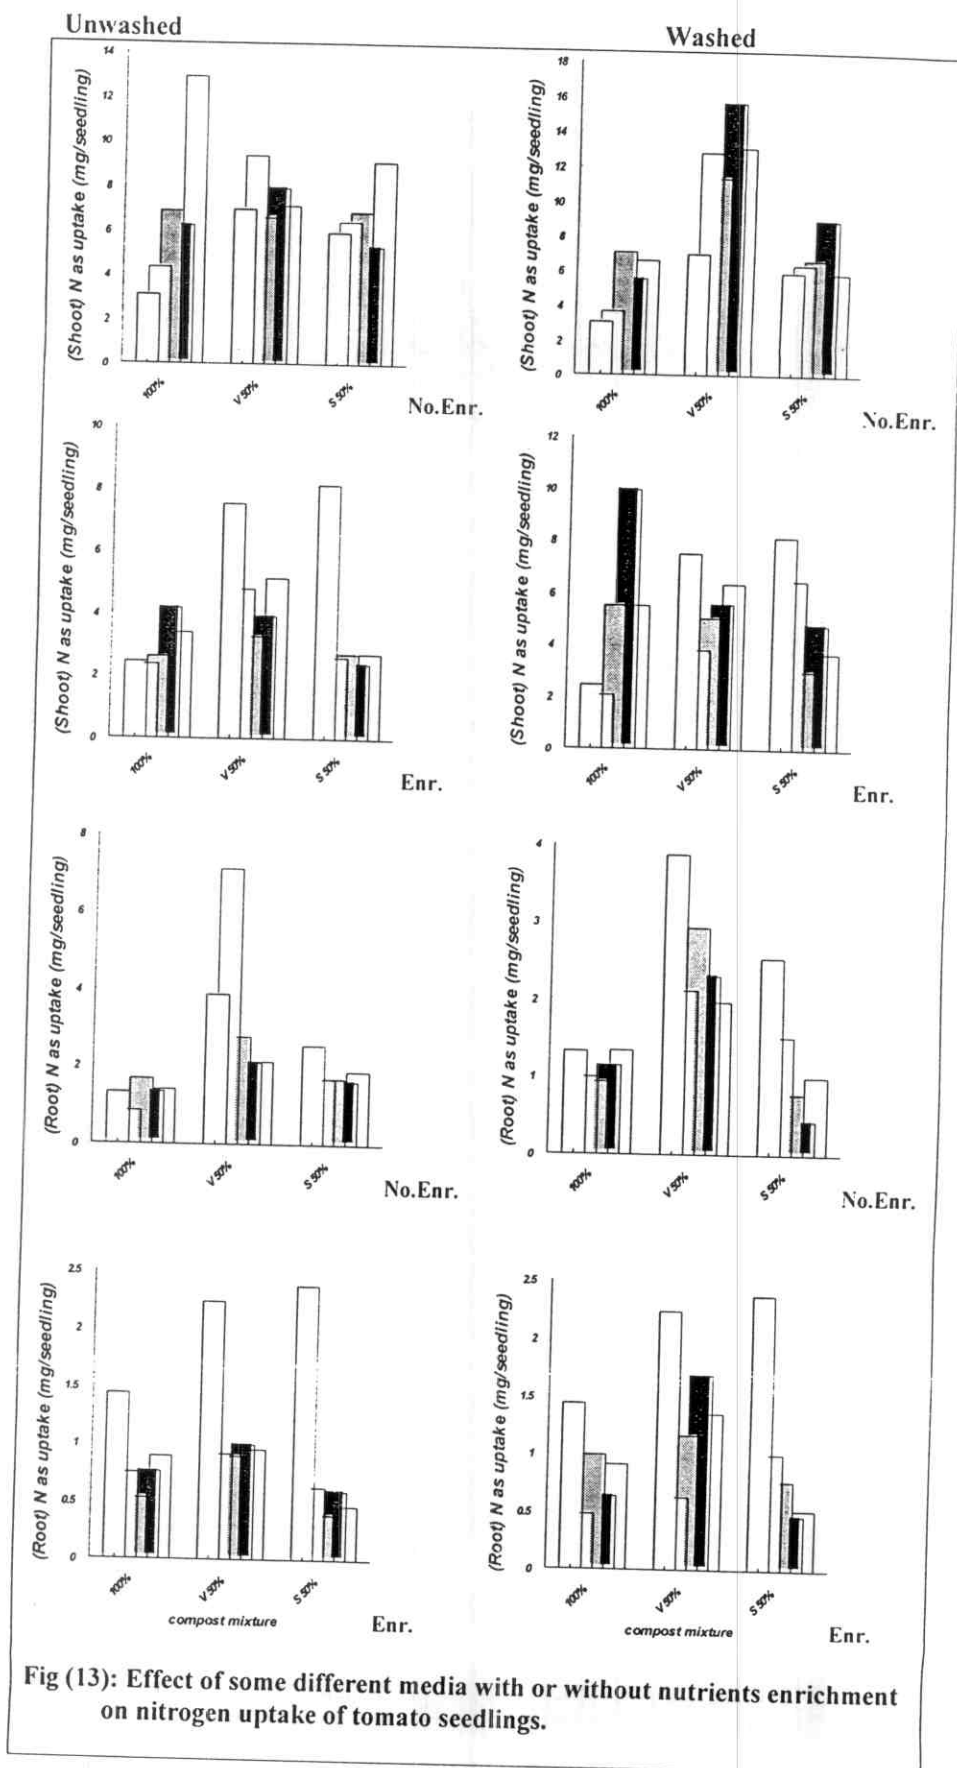 Unwashed
Washed
(Shoot) N as uptake (mg/seedling)
14
12
10
8
6
4
2
0
100%
V 50%
S 50%
No.Enr.
(Shoot) N as uptake (mg/seedling)
18
16
14
12
10
8
6
4
2
0
100%
V 50%
S 50%
No.Enr.
(Shoot) N as uptake (mg/seedling)
10
8
6
4
2
0
100%
V 50%
S 50%
Enr.
(Shoot) N as uptake (mg/seedling)
12
10
8
6
4
2
0
100%
V 50%
S 50%
Enr.
(Root) N as uptake (mg/seedling)
8
6
4
2
0
100%
V 50%
S 50%
No.Enr.
(Root) N as uptake (mg/seedling)
4
3
2
1
0
100%
V 50%
S 50%
No.Enr.
(Root) N as uptake (mg/seedling)
2.5
2
1.5
1
0.5
0
100%
V 50%
S 50%
compost mixture
Enr.
(Root) N as uptake (mg/seedling)
2.5
2
1.5
1
0.5
0
100%
V 50%
S 50%
compost mixture
Enr.
Fig (13): Effect of some different media with or without nutrients enrichment
on nitrogen uptake of tomato seedlings.